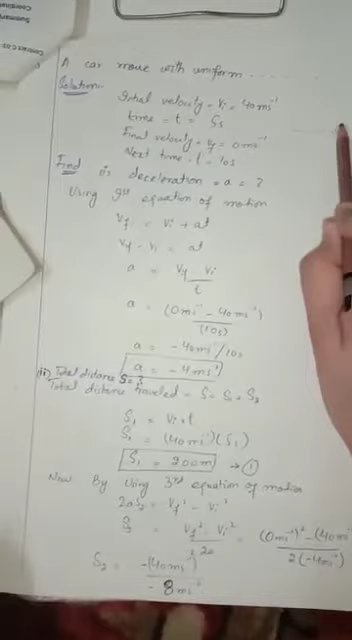 A car move with uniform ........
Solution:
Initial velocity = Vi = 40ms⁻¹
time = t = 5s
Final velocity = Vf = 0ms⁻¹
Next time = t = 10s
Find i) deceleration = a = ?
Using 1st equation of motion
Vf = Vi + at
Vf - Vi = at
a = Vf - Vi / t
a = (0ms⁻¹ - 40ms⁻¹) / (10s)
a = -40ms⁻¹/10s
a = -4ms⁻²
ii) Total distance S = ?
Total distance traveled = S = S₁ + S₂
S₁ = Vi × t
S₁ = (40ms⁻¹)(5s)
S₁ = 200m → ①
Now By Using 3rd equation of motion
2aS₂ = Vf² - Vi²
S₂ = Vf² - Vi² / 2a = (0ms⁻¹)² - (40ms⁻¹) / 2(-4ms⁻²)
S₂ = -(40ms⁻¹ / -8ms⁻²